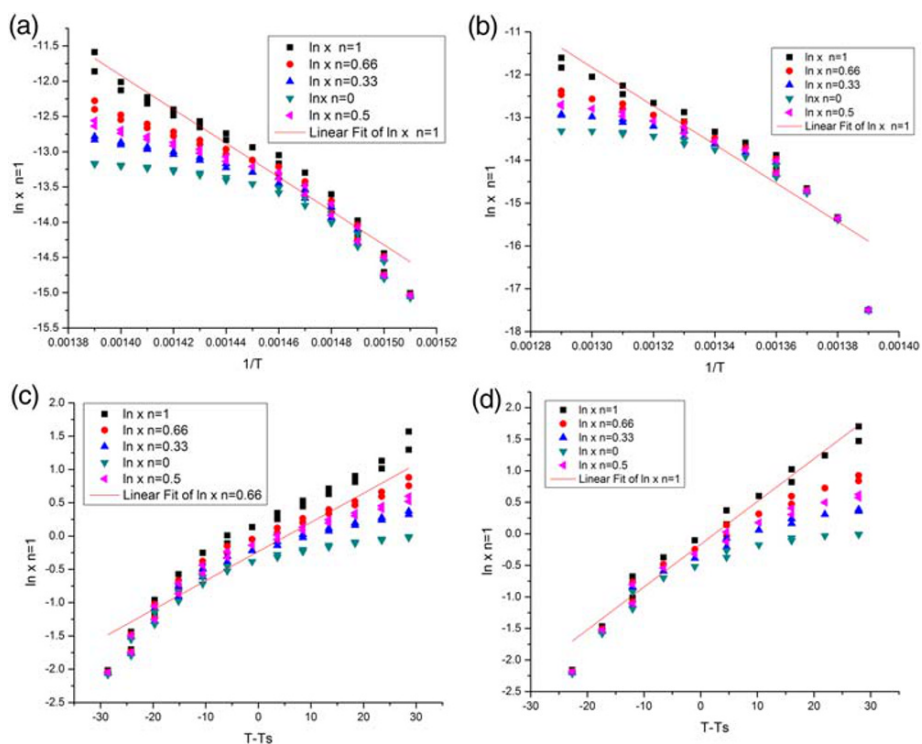 (a)
ln x n=1
ln x n=0.66
ln x n=0.33
lnx n=0
ln x n=0.5
Linear Fit of ln x n=1
-11.5
-12.0
-12.5
-13.0
-13.5
-14.0
-14.5
-15.0
-15.5
ln x n=1
0.00138 0.00140 0.00142 0.00144 0.00146 0.00148 0.00150 0.00152
1/T
(b)
ln x n=1
ln x n=0.66
ln x n=0.33
lnx n=0
ln x n=0.5
Linear Fit of ln x n=1
-11
-12
-13
-14
-15
-16
-17
-18
ln x n=1
0.00128 0.00130 0.00132 0.00134 0.00136 0.00138 0.00140
1/T
(c)
ln x n=1
ln x n=0.66
ln x n=0.33
ln x n=0
ln x n=0.5
Linear Fit of ln x n=0.66
2.0
1.5
1.0
0.5
0.0
-0.5
-1.0
-1.5
-2.0
-2.5
ln x n=1
-30 -20 -10 0 10 20 30
T-Ts
(d)
ln x n=1
ln x n=0.66
ln x n=0.33
ln x n=0
ln x n=0.5
Linear Fit of ln x n=1
2.0
1.5
1.0
0.5
0.0
-0.5
-1.0
-1.5
-2.0
-2.5
ln x n=1
-30 -20 -10 0 10 20 30
T-Ts